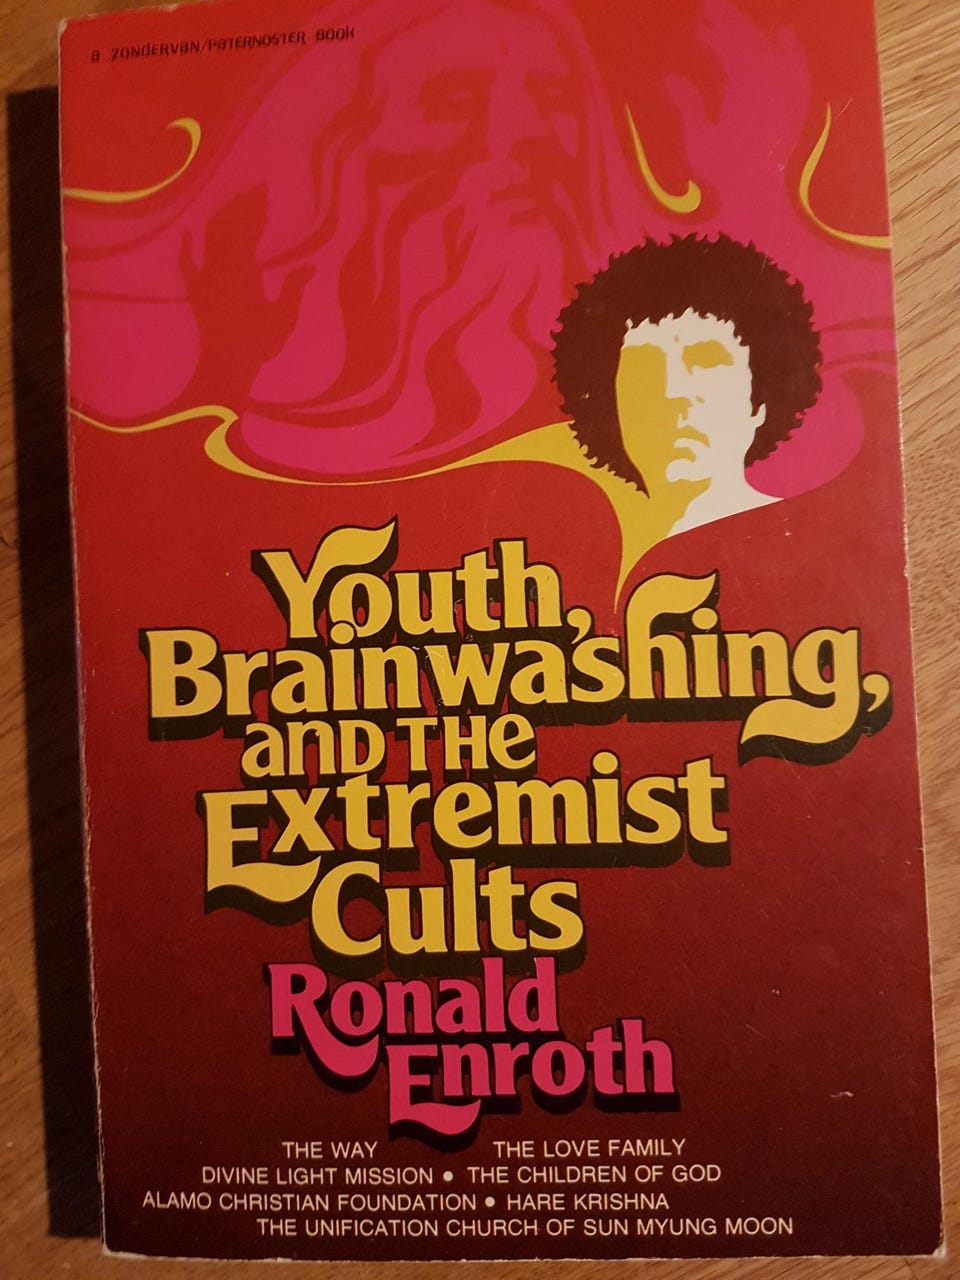 a ZONDERVAN/PATERNOSTER BOOK
Youth,
Brainwashing,
and THE
Extremist
Cults
Ronald
Enroth
THE WAY THE LOVE FAMILY
DIVINE LIGHT MISSION • THE CHILDREN OF GOD
ALAMO CHRISTIAN FOUNDATION • HARE KRISHNA
THE UNIFICATION CHURCH OF SUN MYUNG MOON